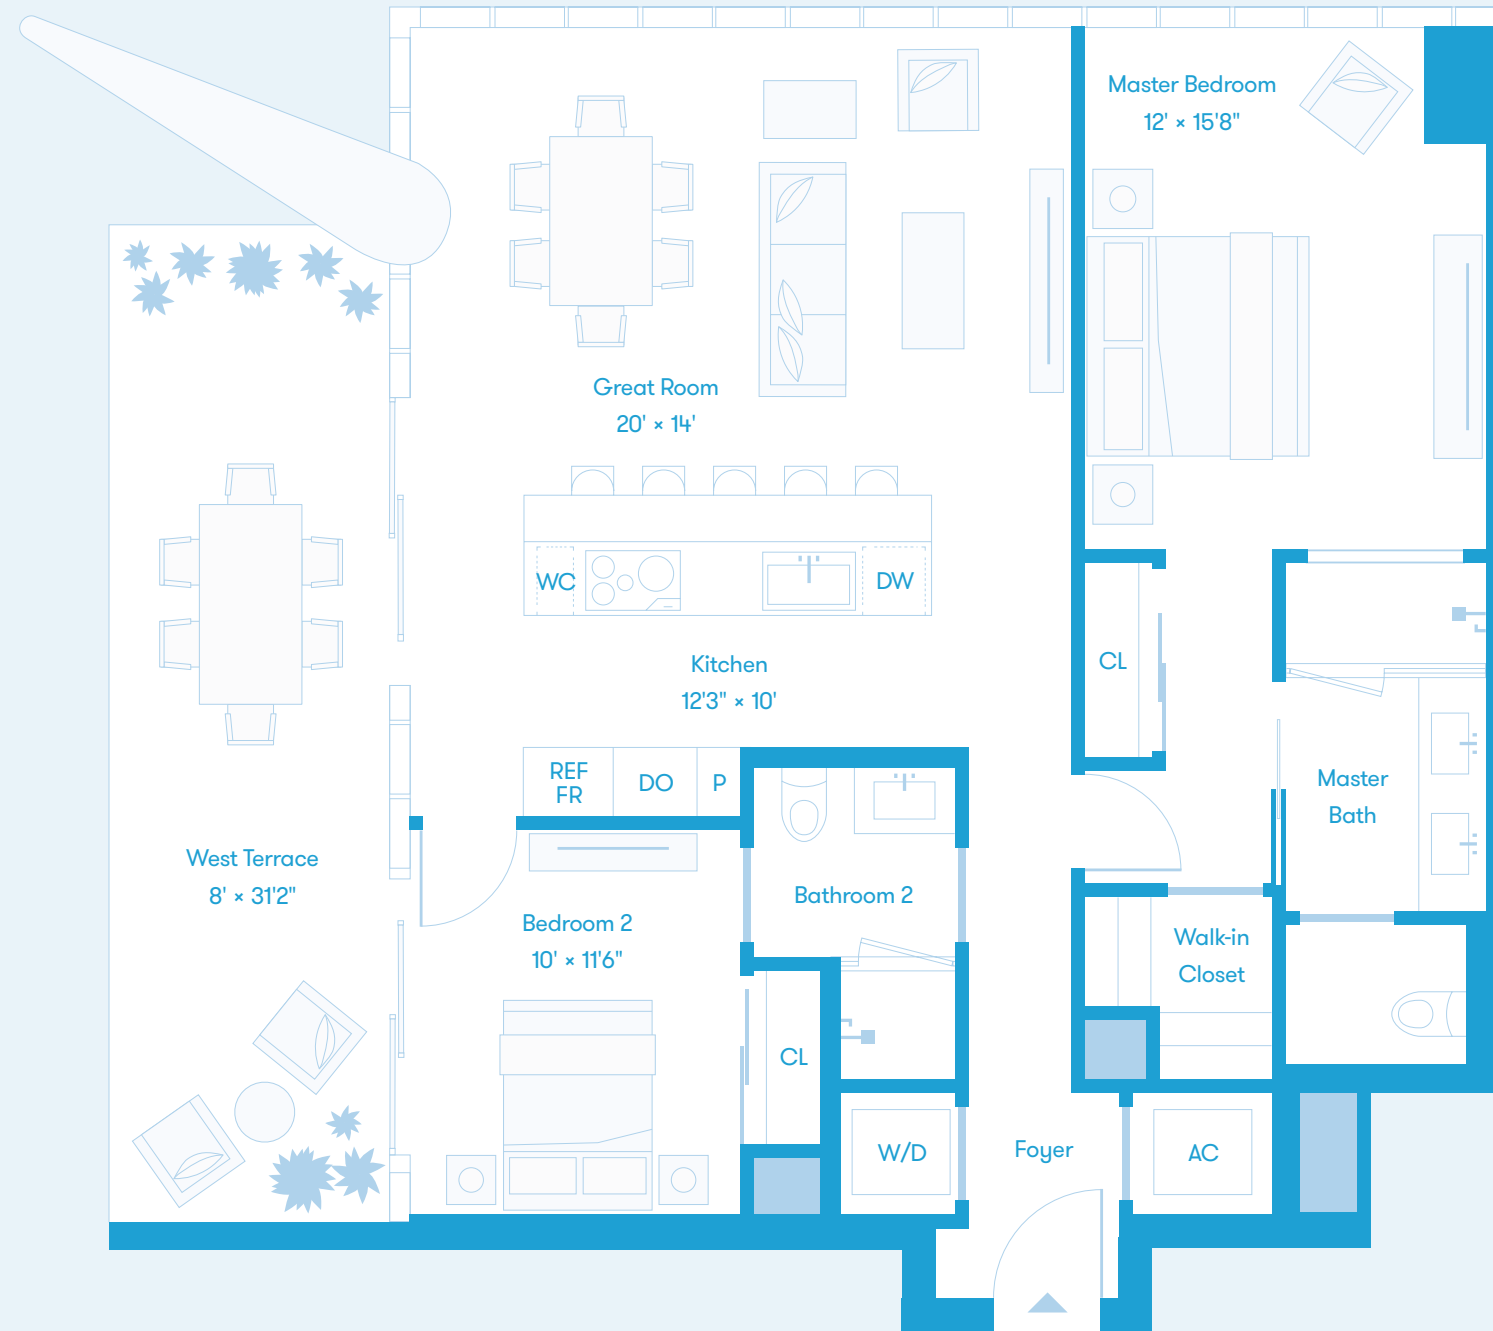 Master Bedroom
12' × 15'8"
Great Room
20' × 14'
WC
DW
CL
Kitchen
12'3" × 10'
REF
FR
DO
P
Master
Bath
West Terrace
8' × 31'2"
Bathroom 2
Bedroom 2
10' × 11'6"
Walk-in
Closet
CL
W/D
Foyer
AC